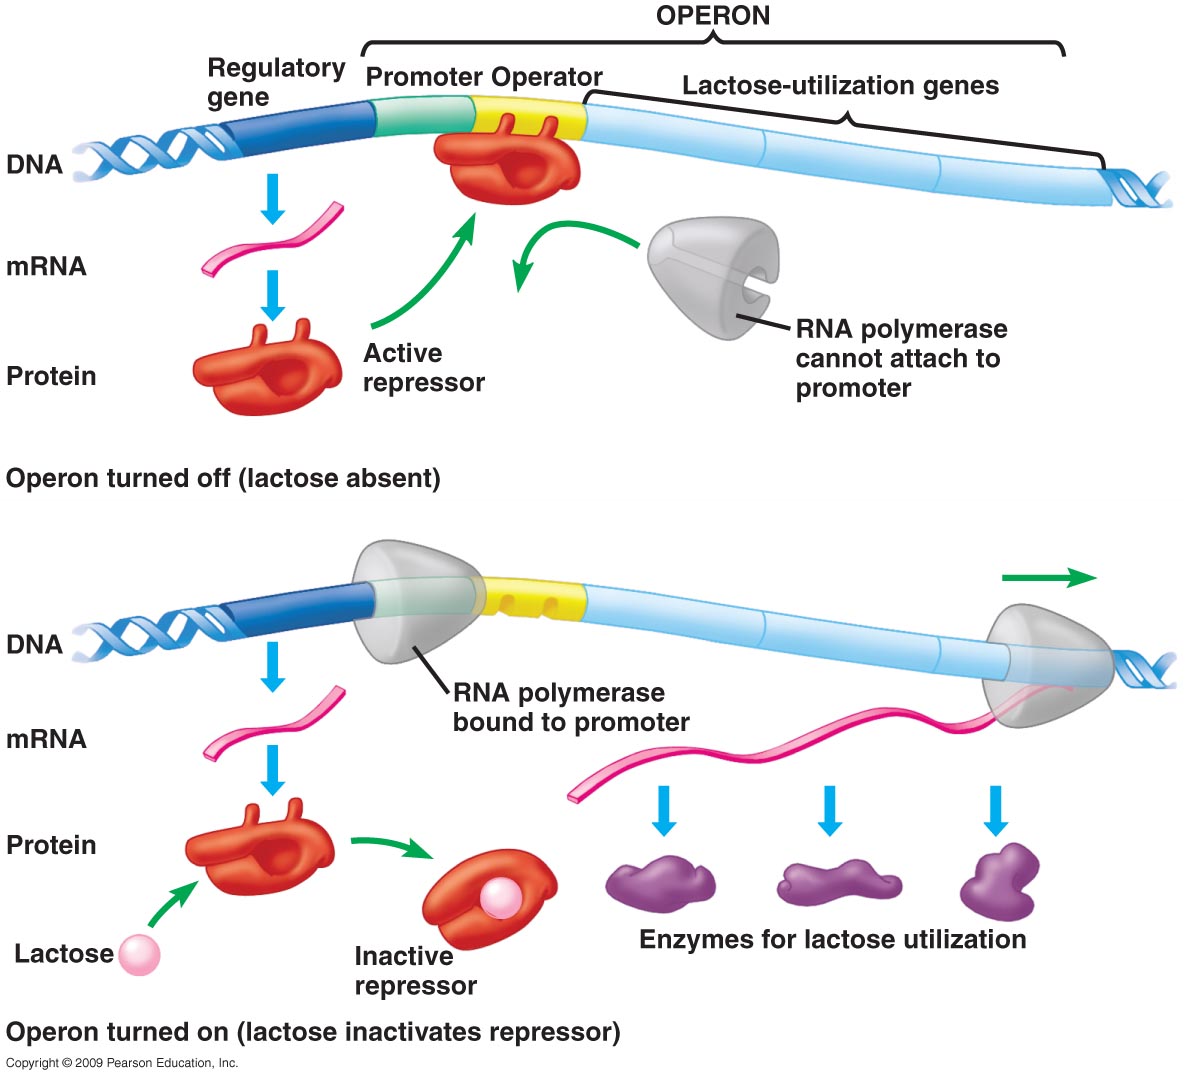 OPERON
Regulatory
gene
Promoter Operator
Lactose-utilization genes
DNA
mRNA
Protein
Active
repressor
RNA polymerase
cannot attach to
promoter
Operon turned off (lactose absent)
DNA
RNA polymerase
bound to promoter
mRNA
Protein
Lactose
Inactive
repressor
Enzymes for lactose utilization
Operon turned on (lactose inactivates repressor)
Copyright © 2009 Pearson Education, Inc.